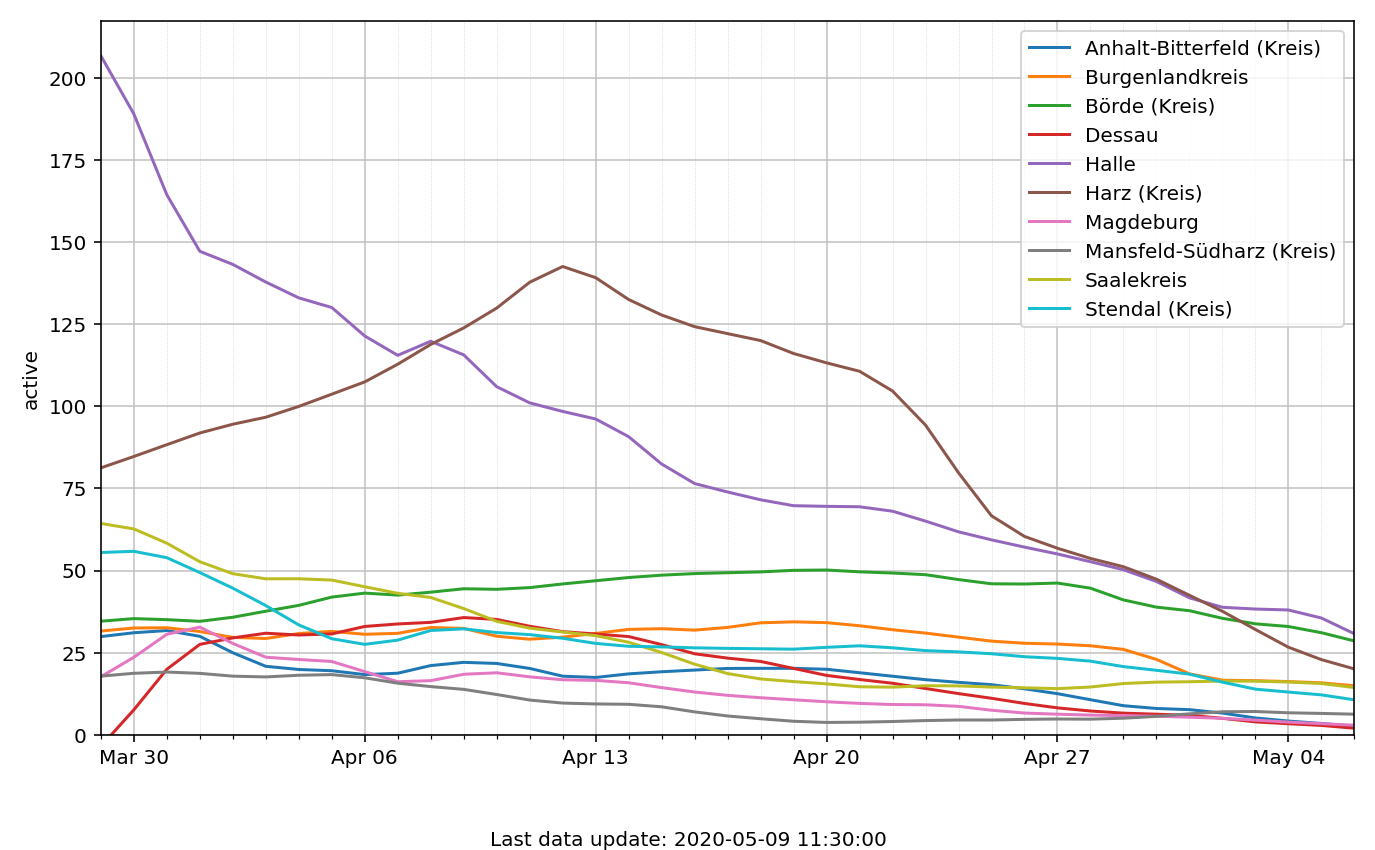 200
175
150
125
100
75
50
25
0
active
Mar 30
Apr 06
Apr 13
Apr 20
Apr 27
May 04
Anhalt-Bitterfeld (Kreis)
Burgenlandkreis
Börde (Kreis)
Dessau
Halle
Harz (Kreis)
Magdeburg
Mansfeld-Südharz (Kreis)
Saalekreis
Stendal (Kreis)
Last data update: 2020-05-09 11:30:00